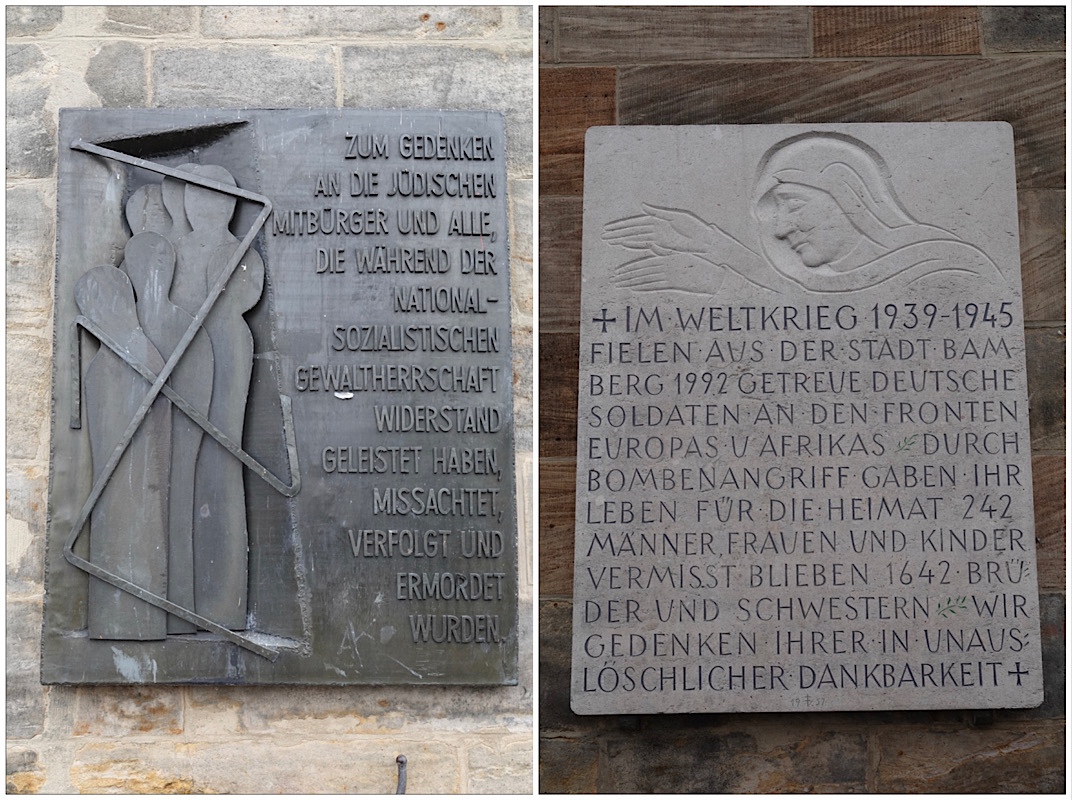 ZUM GEDENKEN
AN DIE JÜDISCHEN
MITBÜRGER UND ALLE,
DIE WÄHREND DER
NATIONAL-
SOZIALISTISCHEN
GEWALTHERRSCHAFT
WIDERSTAND
GELEISTET HABEN,
MISSACHTET,
VERFOLGT UND
ERMORDET
WURDEN.
+IM·WELTKRIEG 1939-1945
FIELEN·AUS·DER·STADT·BAM-
BERG·1992·GETREUE·DEUTSCHE
SOLDATEN·AN·DEN·FRONTEN
EUROPAS·U·AFRIKAS DURCH
BOMBENANGRIFF·GABEN·IHR
LEBEN·FÜR·DIE·HEIMAT 242
MÄNNER,FRAUEN UND KINDER
VERMISST·BLIEBEN 1642·BRÜ-
DER UND SCHWESTERN WIR
GEDENKEN IHRER·IN·UNAUS-
LÖSCHLICHER·DANKBARKEIT+
19+57